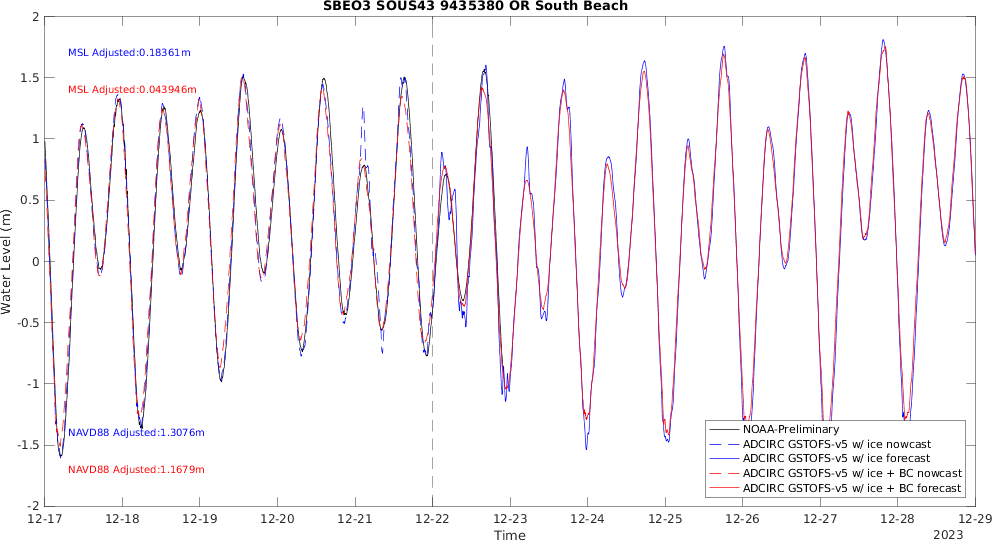 SBEO3 SOUS43 9435380 OR South Beach
Water Level (m)
2
1.5
1
0.5
0
-0.5
-1
-1.5
-2
MSL Adjusted:0.18361m
MSL Adjusted:0.043946m
NAVD88 Adjusted:1.3076m
NAVD88 Adjusted:1.1679m
NOAA-Preliminary
ADCIRC GSTOFS-v5 w/ ice nowcast
ADCIRC GSTOFS-v5 w/ ice forecast
ADCIRC GSTOFS-v5 w/ ice + BC nowcast
ADCIRC GSTOFS-v5 w/ ice + BC forecast
12-17 12-18 12-19 12-20 12-21 12-22 12-23 12-24 12-25 12-26 12-27 12-28 12-29
Time
2023